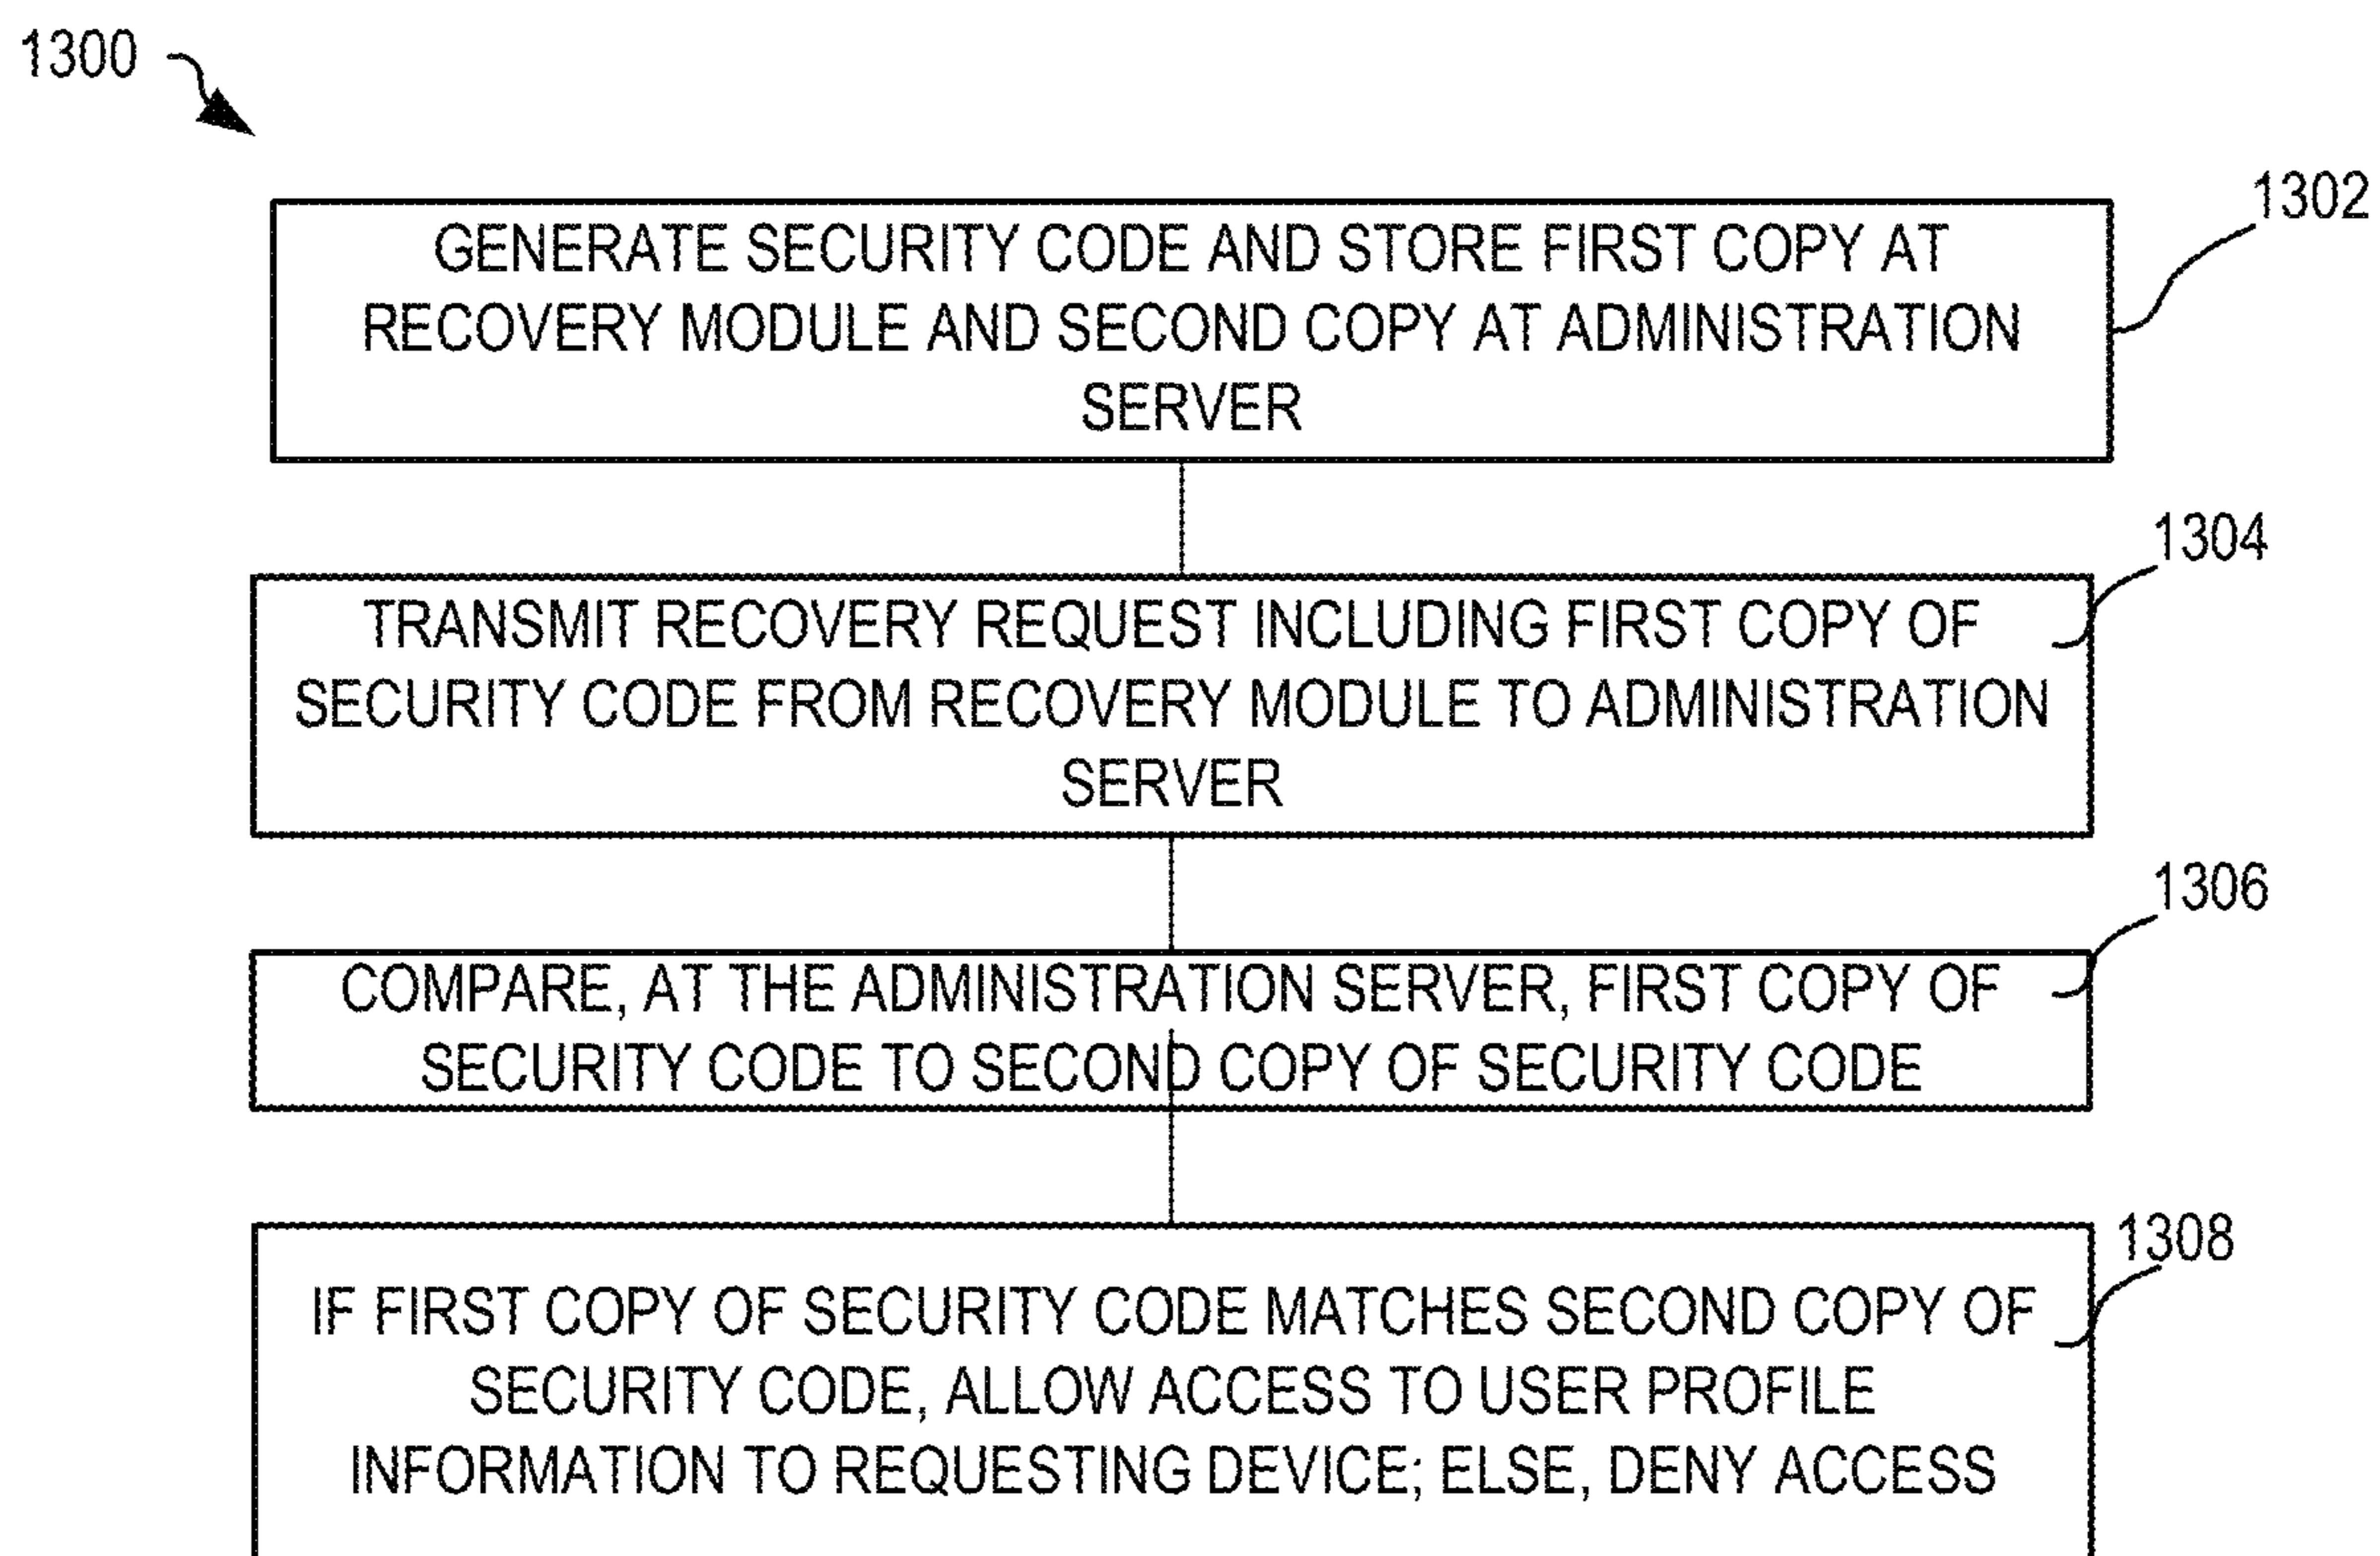 1300
1302
GENERATE SECURITY CODE AND STORE FIRST COPY AT
RECOVERY MODULE AND SECOND COPY AT ADMINISTRATION
SERVER
1304
TRANSMIT RECOVERY REQUEST INCLUDING FIRST COPY OF
SECURITY CODE FROM RECOVERY MODULE TO ADMINISTRATION
SERVER
1306
COMPARE, AT THE ADMINISTRATION SERVER, FIRST COPY OF
SECURITY CODE TO SECOND COPY OF SECURITY CODE
1308
IF FIRST COPY OF SECURITY CODE MATCHES SECOND COPY OF
SECURITY CODE, ALLOW ACCESS TO USER PROFILE
INFORMATION TO REQUESTING DEVICE; ELSE, DENY ACCESS